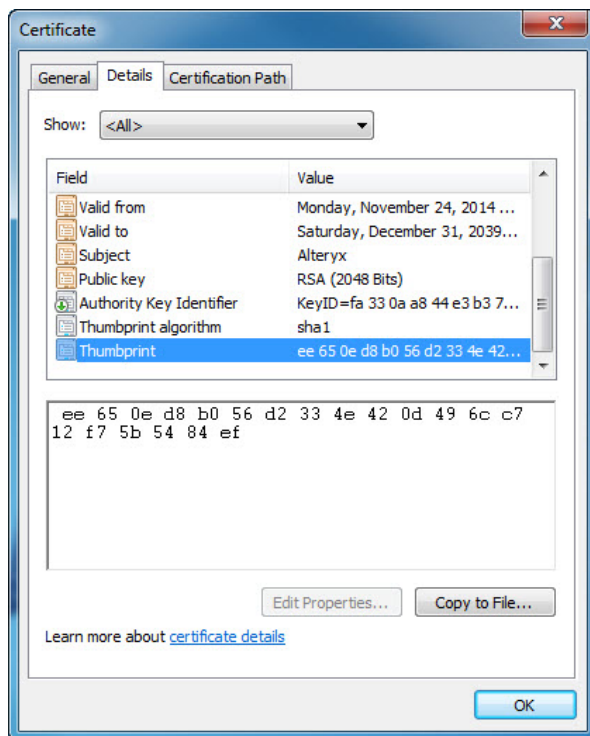 Certificate
General Details Certification Path
Show: <All>
Field Value
Valid from Monday, November 24, 2014 ...
Valid to Saturday, December 31, 2039...
Subject Alteryx
Public key RSA (2048 Bits)
Authority Key Identifier KeyID=fa 33 0a a8 44 e3 b3 7...
Thumbprint algorithm sha1
Thumbprint ee 65 0e d8 b0 56 d2 33 4e 42...
ee 65 0e d8 b0 56 d2 33 4e 42 0d 49 6c c7
12 f7 5b 54 84 ef
Edit Properties... Copy to File...
Learn more about certificate details
OK